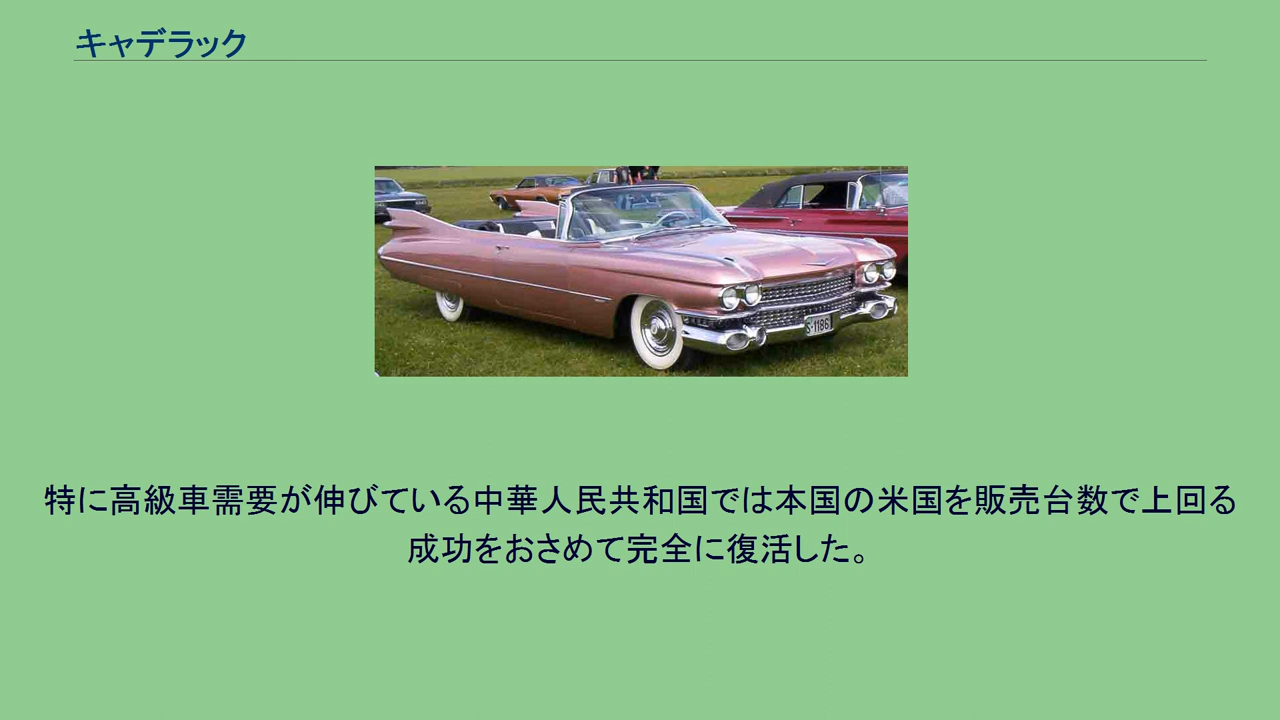 キャデラック
S-1186
特に高級車需要が伸びている中華人民共和国では本国の米国を販売台数で上回る
成功をおさめて完全に復活した。